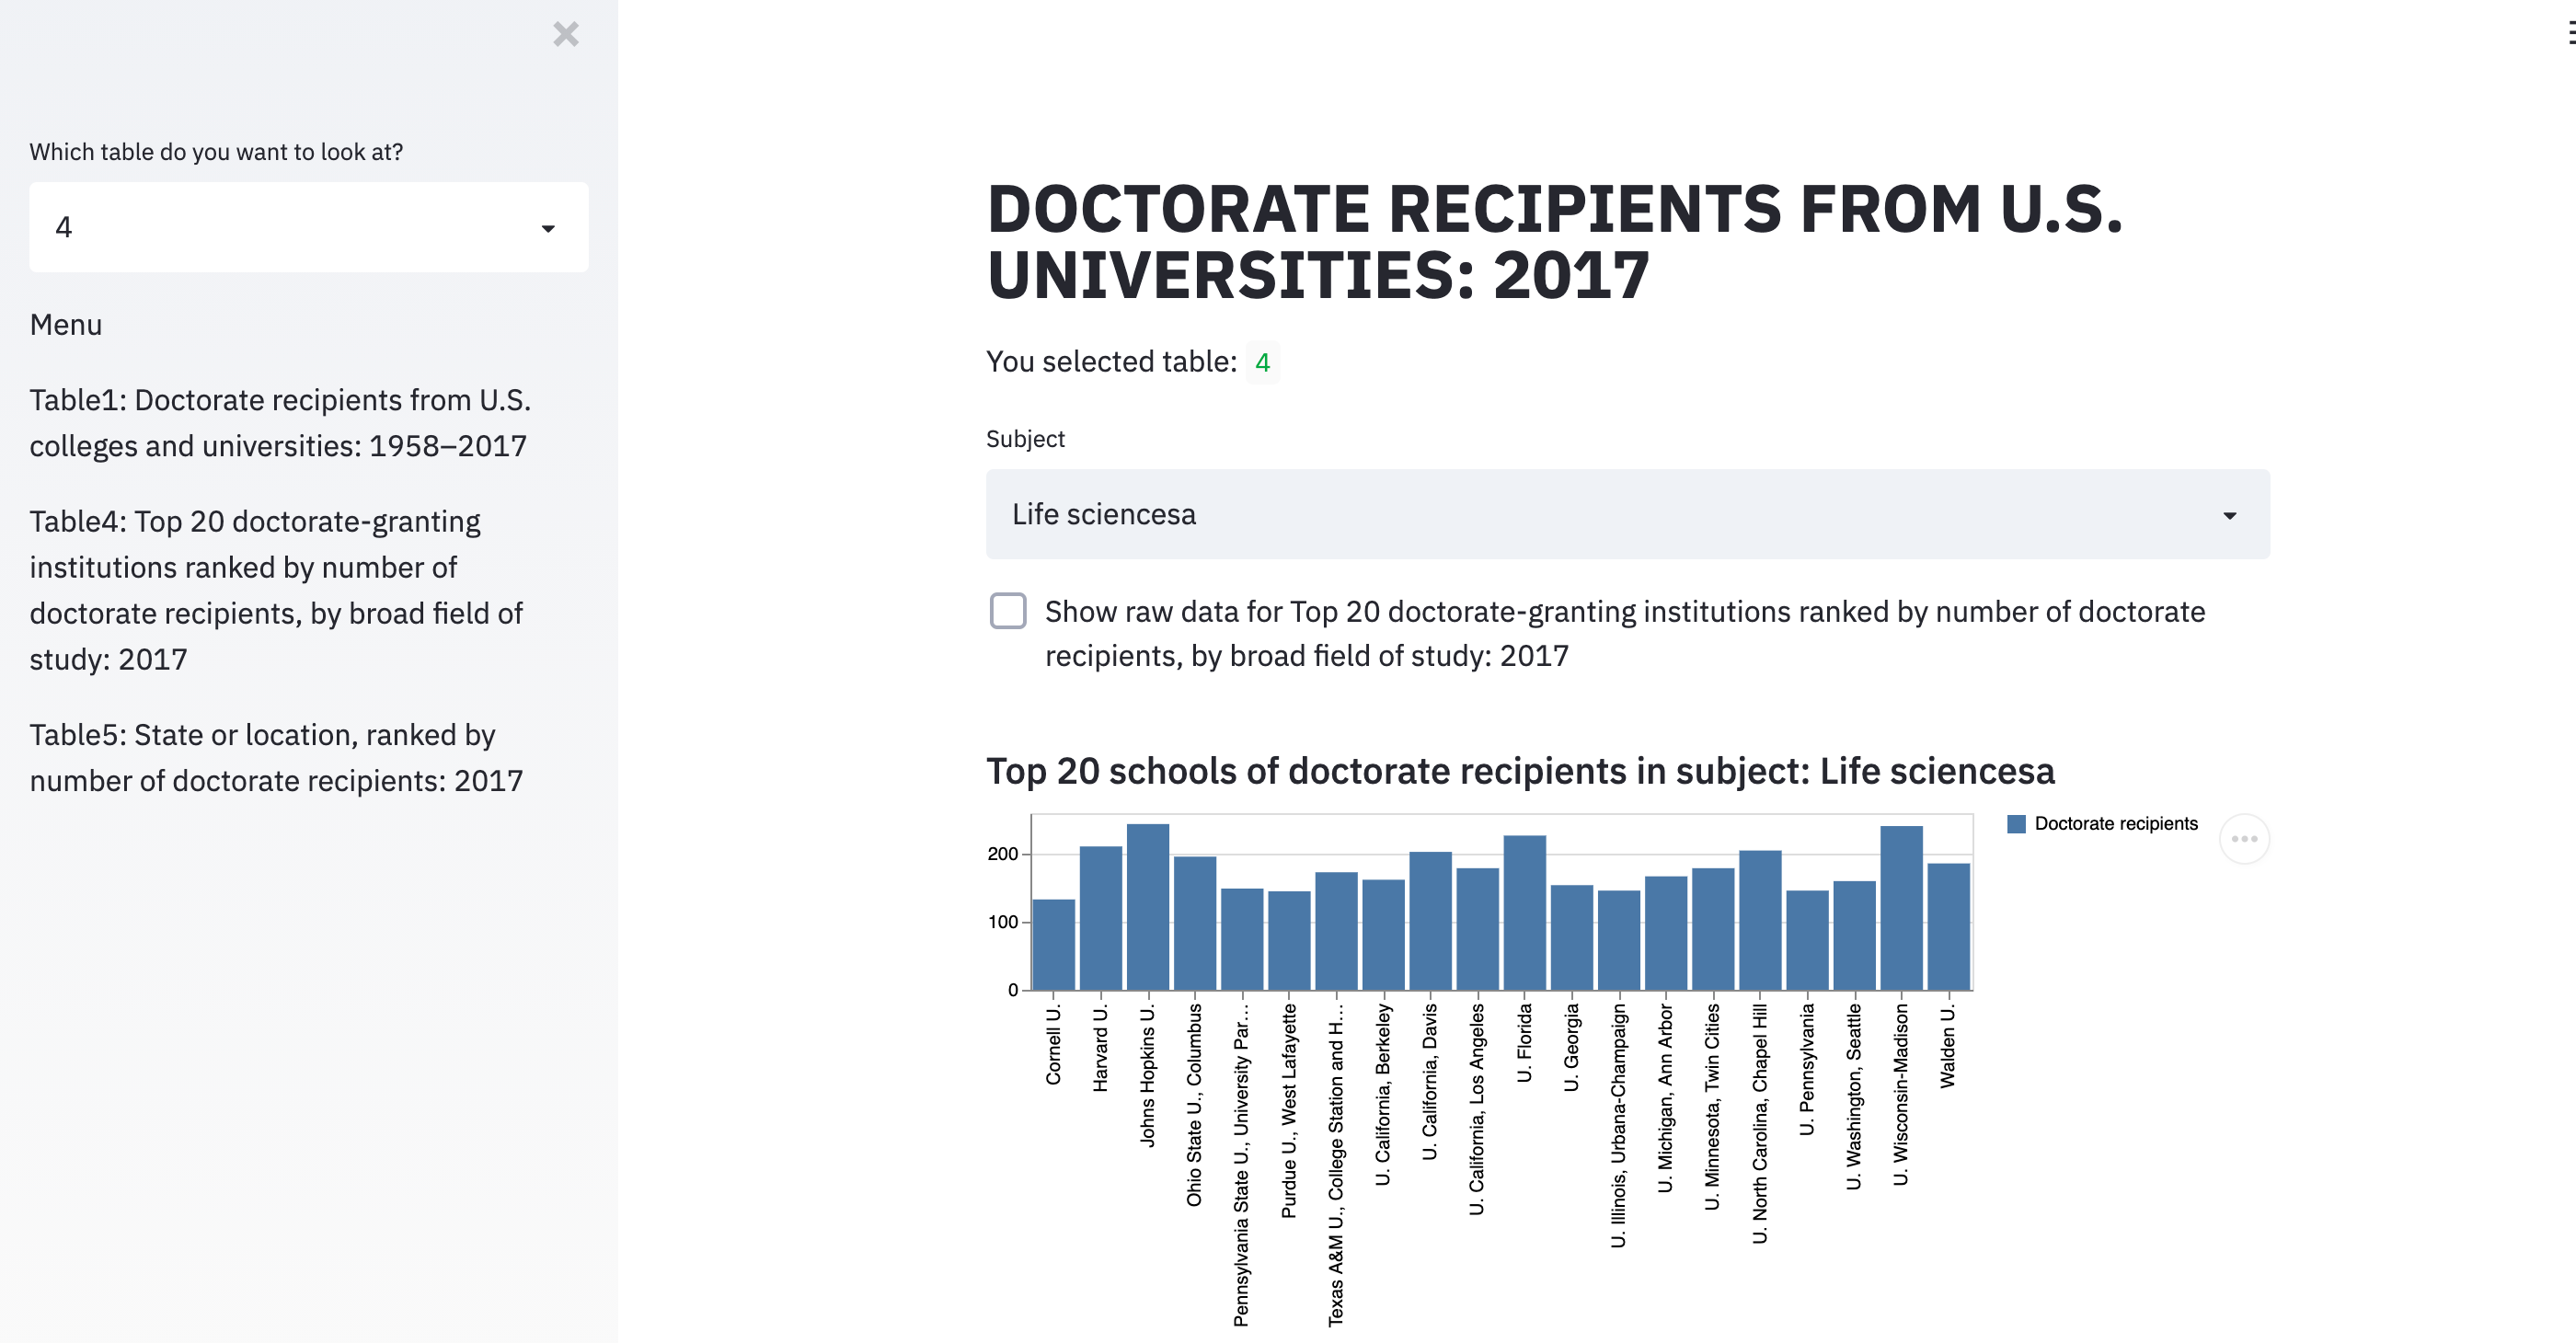 Which table do you want to look at?
4
Menu
Table1: Doctorate recipients from U.S.
colleges and universities: 1958–2017
Table4: Top 20 doctorate-granting
institutions ranked by number of
doctorate recipients, by broad field of
study: 2017
Table5: State or location, ranked by
number of doctorate recipients: 2017
DOCTORATE RECIPIENTS FROM U.S.
UNIVERSITIES: 2017
You selected table: 4
Subject
Life sciencesa
Show raw data for Top 20 doctorate-granting institutions ranked by number of doctorate
recipients, by broad field of study: 2017
Top 20 schools of doctorate recipients in subject: Life sciencesa
Doctorate recipients
200
100
0
Cornell U.
Harvard U.
Johns Hopkins U.
Ohio State U., Columbus
Pennsylvania State U., University Par…
Purdue U., West Lafayette
Texas A&M U., College Station and H…
U. California, Berkeley
U. California, Davis
U. California, Los Angeles
U. Florida
U. Georgia
U. Illinois, Urbana-Champaign
U. Michigan, Ann Arbor
U. Minnesota, Twin Cities
U. North Carolina, Chapel Hill
U. Pennsylvania
U. Washington, Seattle
U. Wisconsin-Madison
Walden U.